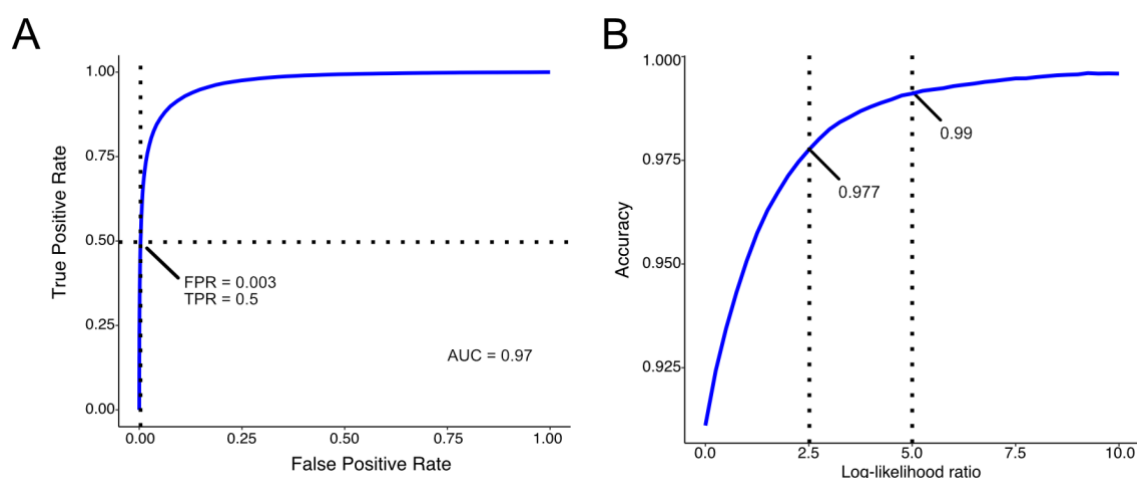 A
1.00
0.75
0.50
0.25
0.00
True Positive Rate
FPR = 0.003
TPR = 0.5
AUC = 0.97
0.00
0.25
0.50
0.75
1.00
False Positive Rate
B
1.000
0.975
0.950
0.925
Accuracy
0.99
0.977
0.0
2.5
5.0
7.5
10.0
Log-likelihood ratio